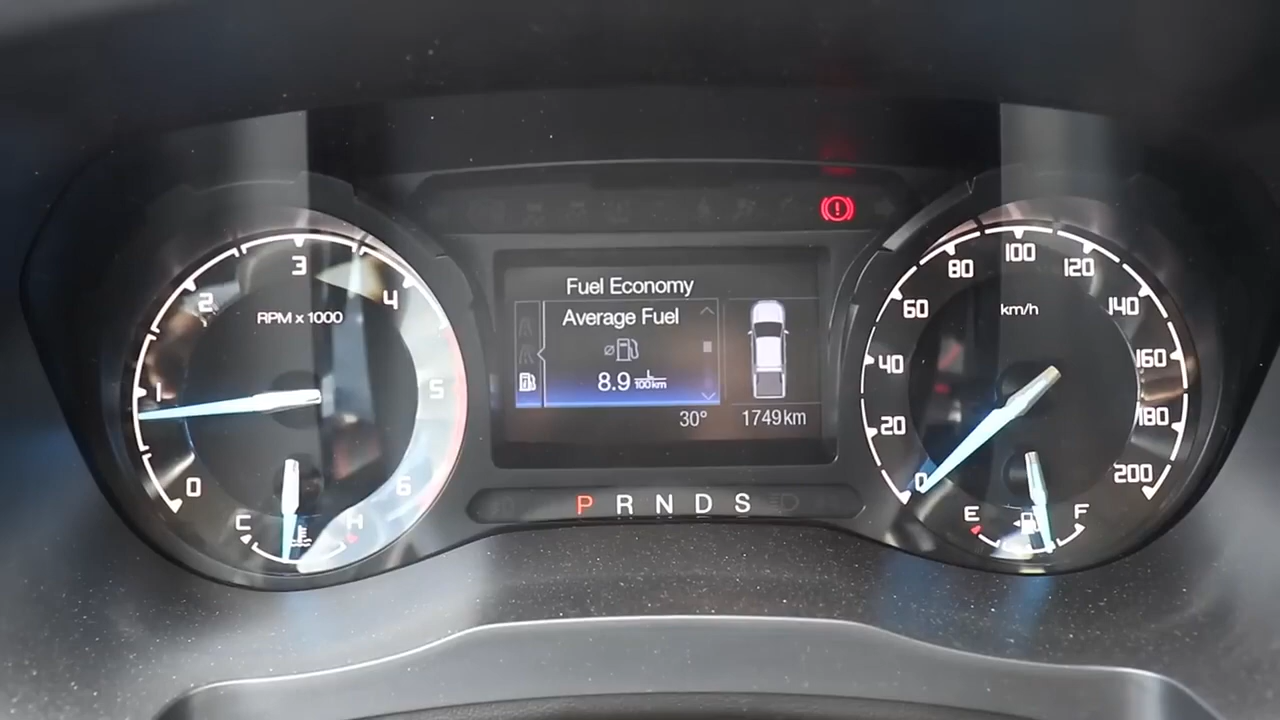 Fuel Economy
Average Fuel
8.9 L/100km
30° 1749km
P R N D S
0 1 2 3 4 5 6
RPM x 1000
C H
0 20 40 60 80 100 120 140 160 180 200
km/h
E F